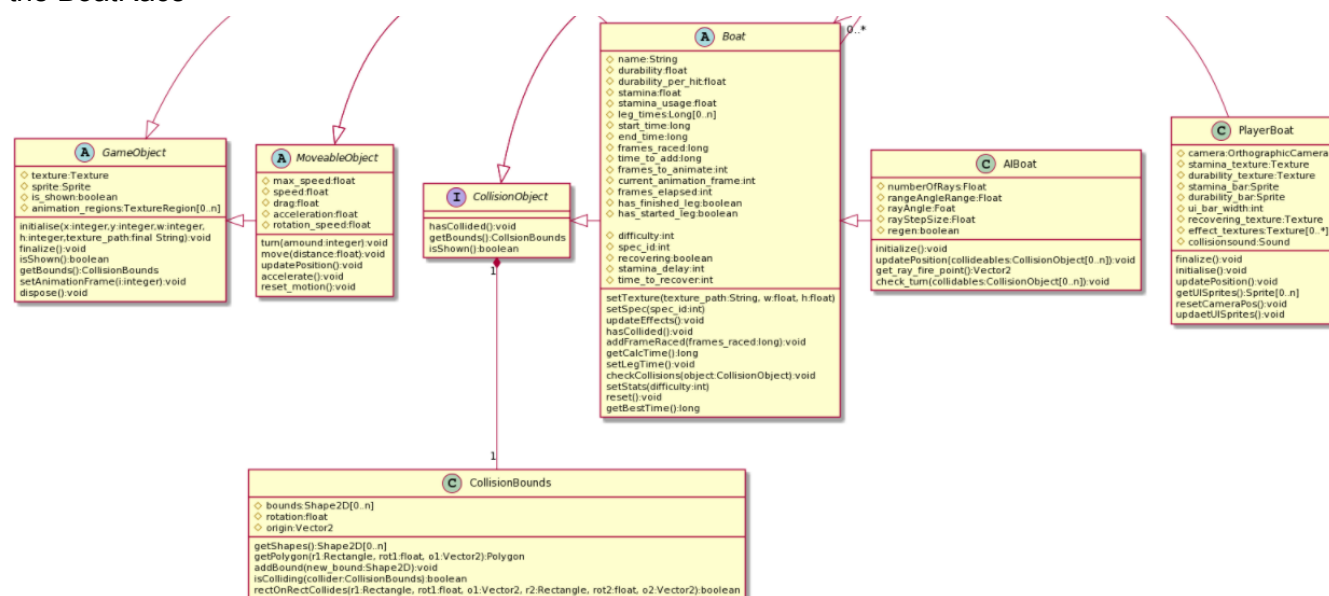 the BoatRace
0..*
A Boat
name:String
durability:float
durability_per_hit:float
stamina:float
stamina_usage:float
leg_times:Long[0..n]
start_time:long
end_time:long
frames_raced:long
time_to_add:long
frames_to_animate:int
current_animation_frame:int
frames_elapsed:int
has_finished_leg:boolean
has_started_leg:boolean
difficulty:int
spec_id:int
recovering:boolean
stamina_delay:int
time_to_recover:int
setTexture(texture_path:String, w:float, h:float)
setSpec(spec_id:int)
updateEffects():void
hasCollided():void
addFrameRaced(frames_raced:long):void
getCalcTime():long
setLegTime():void
checkCollisions(object:CollisionObject):void
setStats(difficulty:int)
reset():void
getBestTime():long
A GameObject
texture:Texture
sprite:Sprite
is_shown:boolean
animation_regions:TextureRegion[0..n]
initialise(x:integer,y:integer,w:integer,
h:integer,texture_path:final String):void
finalize():void
isShown():boolean
getBounds():CollisionBounds
setAnimationFrame(i:integer):void
dispose():void
A MoveableObject
max_speed:float
speed:float
drag:float
acceleration:float
rotation_speed:float
turn(amound:integer):void
move(distance:float):void
updatePosition():void
accelerate():void
reset_motion():void
I CollisionObject
hasCollided():void
getBounds():CollisionBounds
isShown():boolean
1
1
C AIBoat
numberOfRays:Float
rangeAngleRange:Float
rayAngle:Float
rayStepSize:Float
regen:boolean
initialize():void
updatePosition(collideables:CollisionObject[0..n]):void
get_ray_fire_point():Vector2
check_turn(collidables:CollisionObject[0..n]):void
C PlayerBoat
camera:OrthographicCamera
stamina_texture:Texture
durability_texture:Texture
stamina_bar:Sprite
durability_bar:Sprite
ui_bar_width:int
recovering_texture:Texture
effect_textures:Texture[0..*]
collisionsound:Sound
finalize():void
initialise():void
updatePosition():void
getUISprites():Sprite[0..n]
resetCameraPos():void
updaetUISprites():void
C CollisionBounds
bounds:Shape2D[0..n]
rotation:float
origin:Vector2
getShapes():Shape2D[0..n]
getPolygon(r1:Rectangle, rot1:float, o1:Vector2):Polygon
addBound(new_bound:Shape2D):void
isColliding(collider:CollisionBounds):boolean
rectOnRectCollides(r1:Rectangle, rot1:float, o1:Vector2, r2:Rectangle, rot2:float, o2:Vector2):boolean